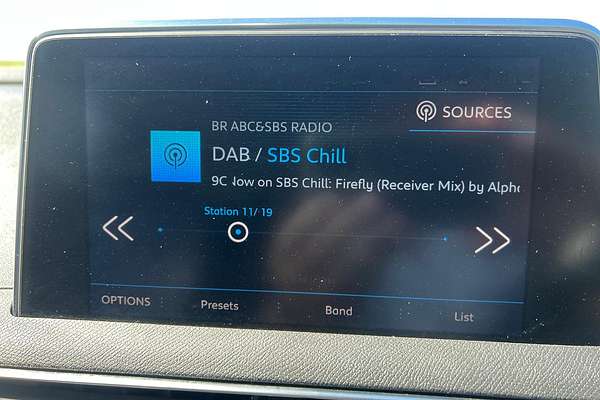 SOURCES
BR ABC&SBS RADIO
DAB / SBS Chill
9C Now on SBS Chill: Firefly (Receiver Mix) by Alph
Station 11/19
OPTIONS Presets Band List